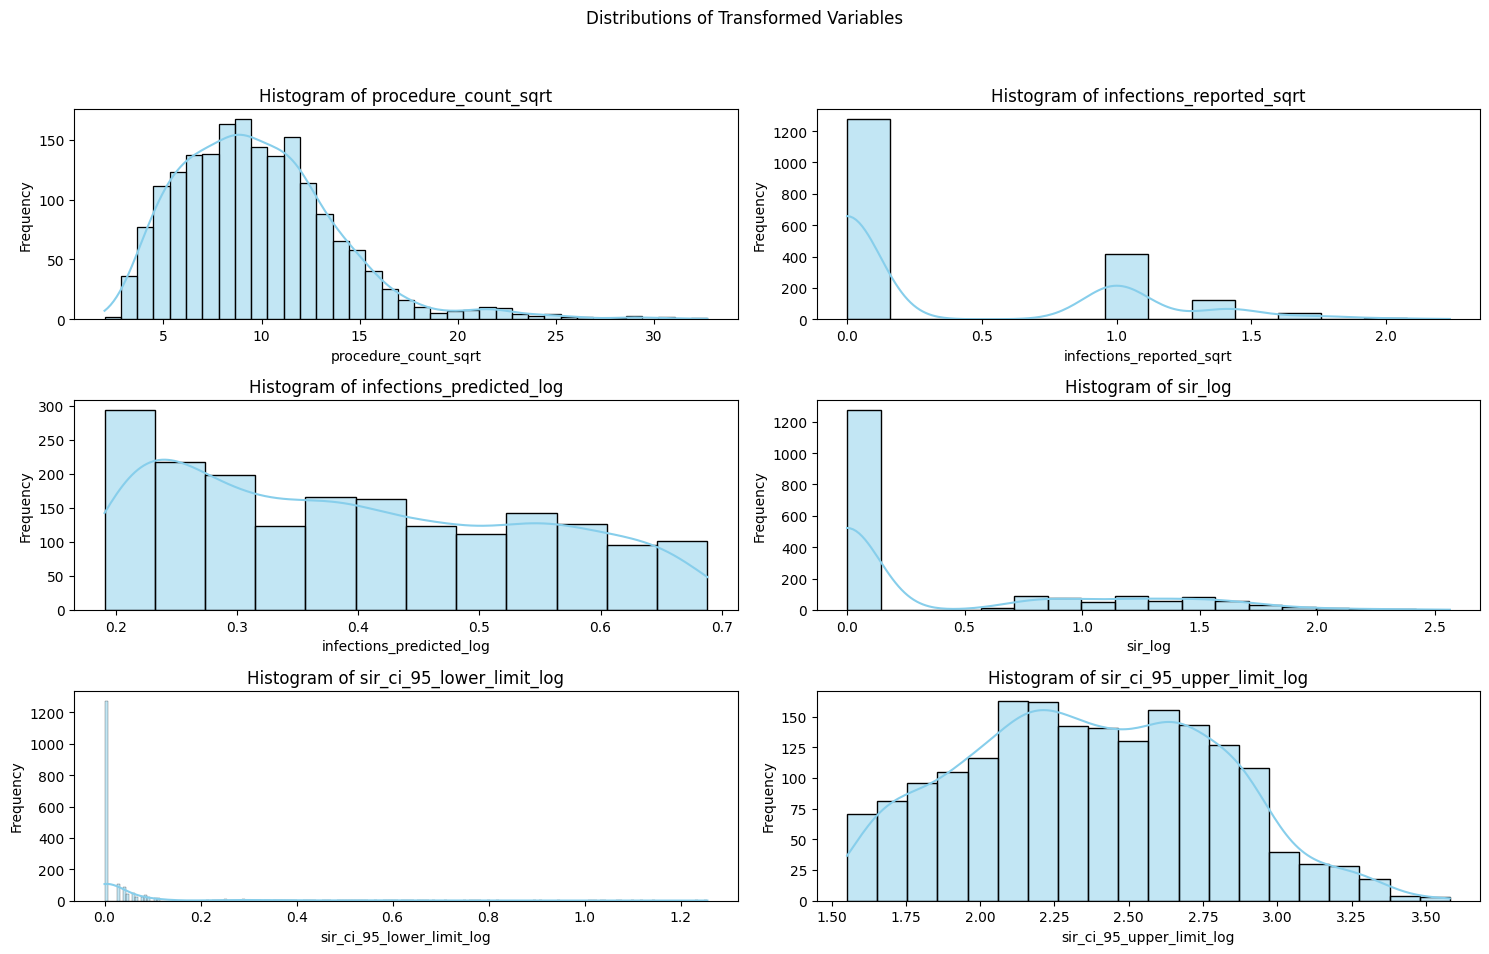 Distributions of Transformed Variables
Histogram of procedure_count_sqrt
Frequency
150
100
50
0
5 10 15 20 25 30
procedure_count_sqrt
Histogram of infections_reported_sqrt
Frequency
1200
1000
800
600
400
200
0
0.0 0.5 1.0 1.5 2.0
infections_reported_sqrt
Histogram of infections_predicted_log
Frequency
300
250
200
150
100
50
0
0.2 0.3 0.4 0.5 0.6 0.7
infections_predicted_log
Histogram of sir_log
Frequency
1200
1000
800
600
400
200
0
0.0 0.5 1.0 1.5 2.0 2.5
sir_log
Histogram of sir_ci_95_lower_limit_log
Frequency
1200
1000
800
600
400
200
0
0.0 0.2 0.4 0.6 0.8 1.0 1.2
sir_ci_95_lower_limit_log
Histogram of sir_ci_95_upper_limit_log
Frequency
150
125
100
75
50
25
0
1.50 1.75 2.00 2.25 2.50 2.75 3.00 3.25 3.50
sir_ci_95_upper_limit_log